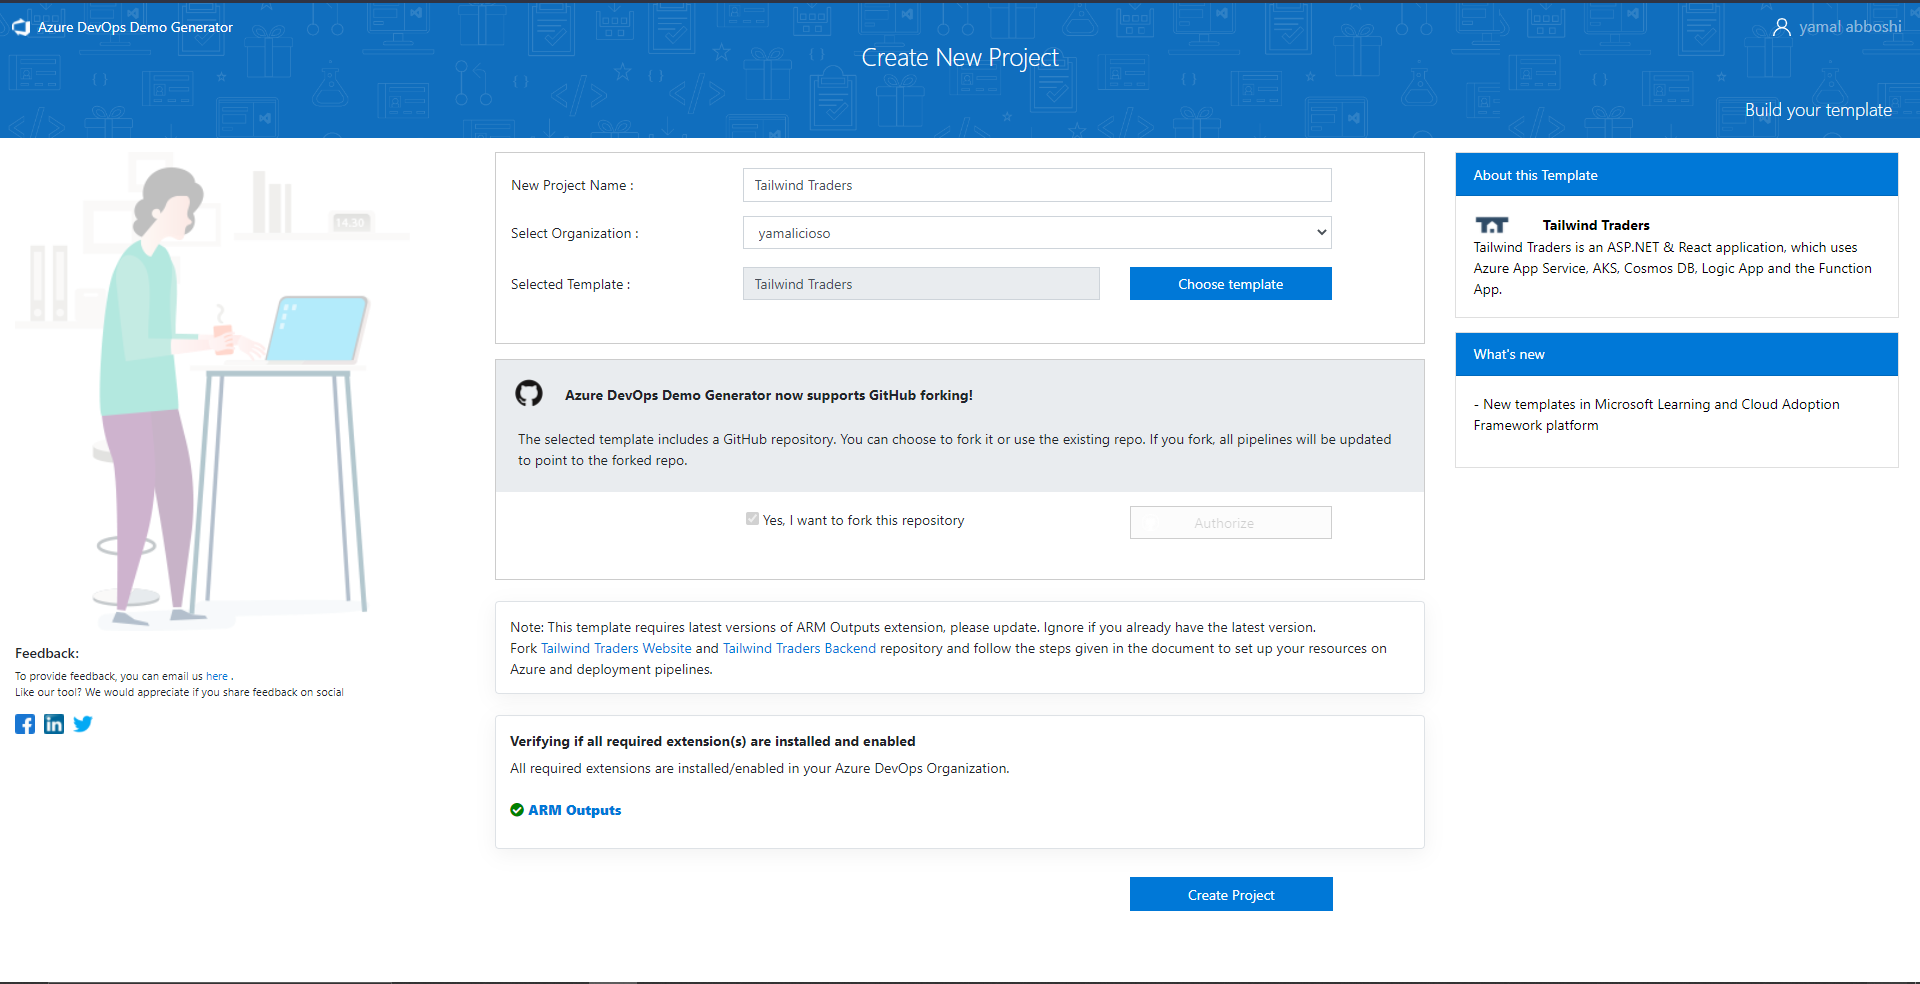 Azure DevOps Demo Generator
yamal abboshi
Create New Project
Build your template
14.30
New Project Name :
Tailwind Traders
Select Organization :
yamalicioso
Selected Template :
Tailwind Traders
Choose template
Azure DevOps Demo Generator now supports GitHub forking!
The selected template includes a GitHub repository. You can choose to fork it or use the existing repo. If you fork, all pipelines will be updated
to point to the forked repo.
Yes, I want to fork this repository
Authorize
Note: This template requires latest versions of ARM Outputs extension, please update. Ignore if you already have the latest version.
Fork Tailwind Traders Website and Tailwind Traders Backend repository and follow the steps given in the document to set up your resources on
Azure and deployment pipelines.
Verifying if all required extension(s) are installed and enabled
All required extensions are installed/enabled in your Azure DevOps Organization.
ARM Outputs
Create Project
About this Template
Tailwind Traders
Tailwind Traders is an ASP.NET & React application, which uses
Azure App Service, AKS, Cosmos DB, Logic App and the Function
App.
What's new
- New templates in Microsoft Learning and Cloud Adoption
Framework platform
Feedback:
To provide feedback, you can email us here .
Like our tool? We would appreciate if you share feedback on social